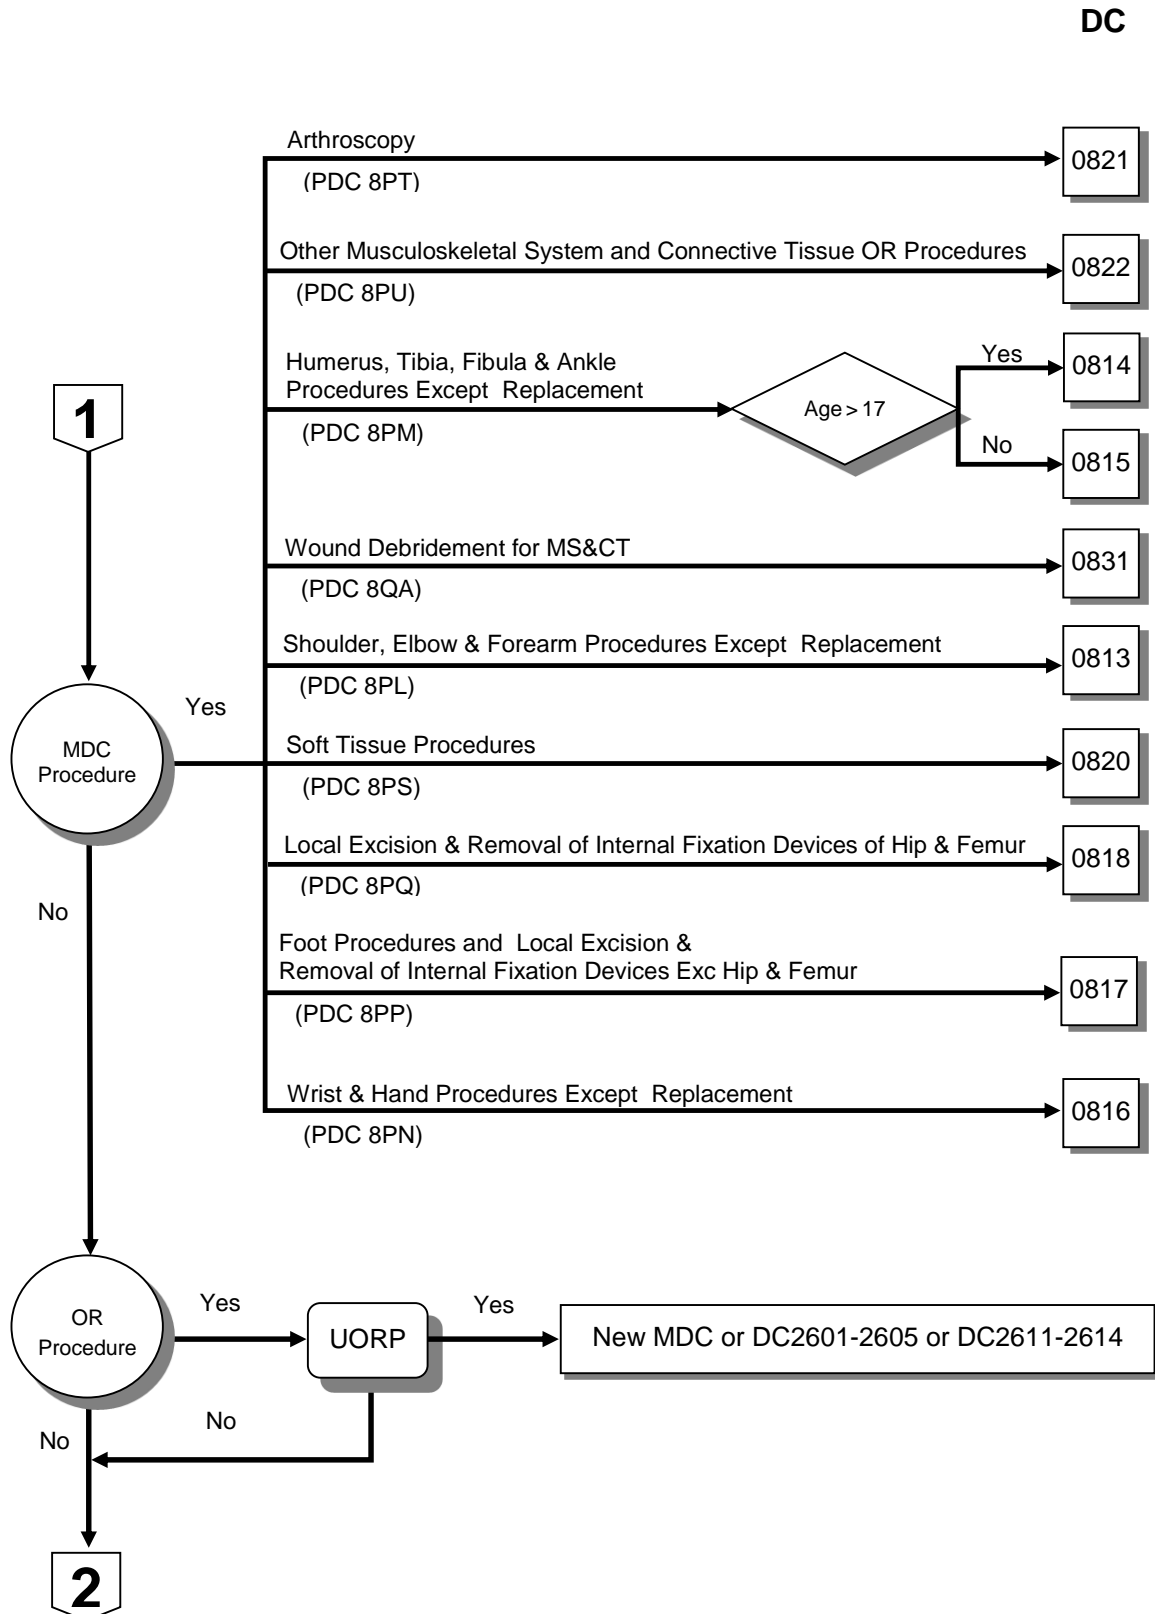 DC
Arthroscopy
(PDC 8PT)
0821
Other Musculoskeletal System and Connective Tissue OR Procedures
(PDC 8PU)
0822
Humerus, Tibia, Fibula & Ankle
Procedures Except Replacement
(PDC 8PM)
Age > 17
Yes
0814
No
0815
1
Wound Debridement for MS&CT
(PDC 8QA)
0831
Shoulder, Elbow & Forearm Procedures Except Replacement
(PDC 8PL)
0813
MDC
Procedure
Yes
Soft Tissue Procedures
(PDC 8PS)
0820
Local Excision & Removal of Internal Fixation Devices of Hip & Femur
(PDC 8PQ)
0818
No
Foot Procedures and Local Excision &
Removal of Internal Fixation Devices Exc Hip & Femur
(PDC 8PP)
0817
Wrist & Hand Procedures Except Replacement
(PDC 8PN)
0816
OR
Procedure
Yes
UORP
Yes
New MDC or DC2601-2605 or DC2611-2614
No
No
2